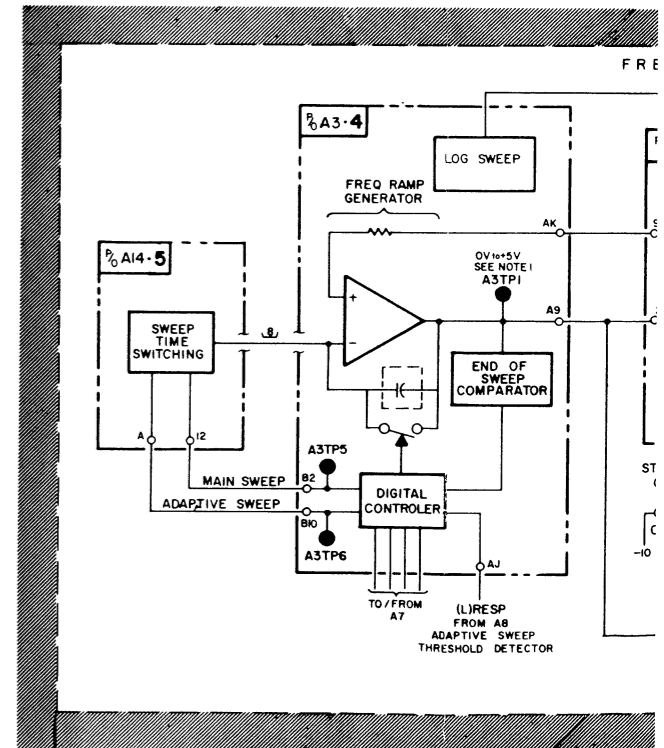 F R E
P/O A3-4
LOG SWEEP
FREQ RAMP
GENERATOR
AK
P/O A14-5
0V to +5V
SEE NOTE 1
A3TP1
A9
+
SWEEP
TIME
SWITCHING
8
-
END OF
SWEEP
COMPARATOR
A
12
A3TP5
MAIN SWEEP
B2
DIGITAL
CONTROLER
ADAPTIVE SWEEP
B10
A3TP6
AJ
TO/FROM
A7
(L)RESP
FROM A8
ADAPTIVE SWEEP
THRESHOLD DETECTOR
ST
-10